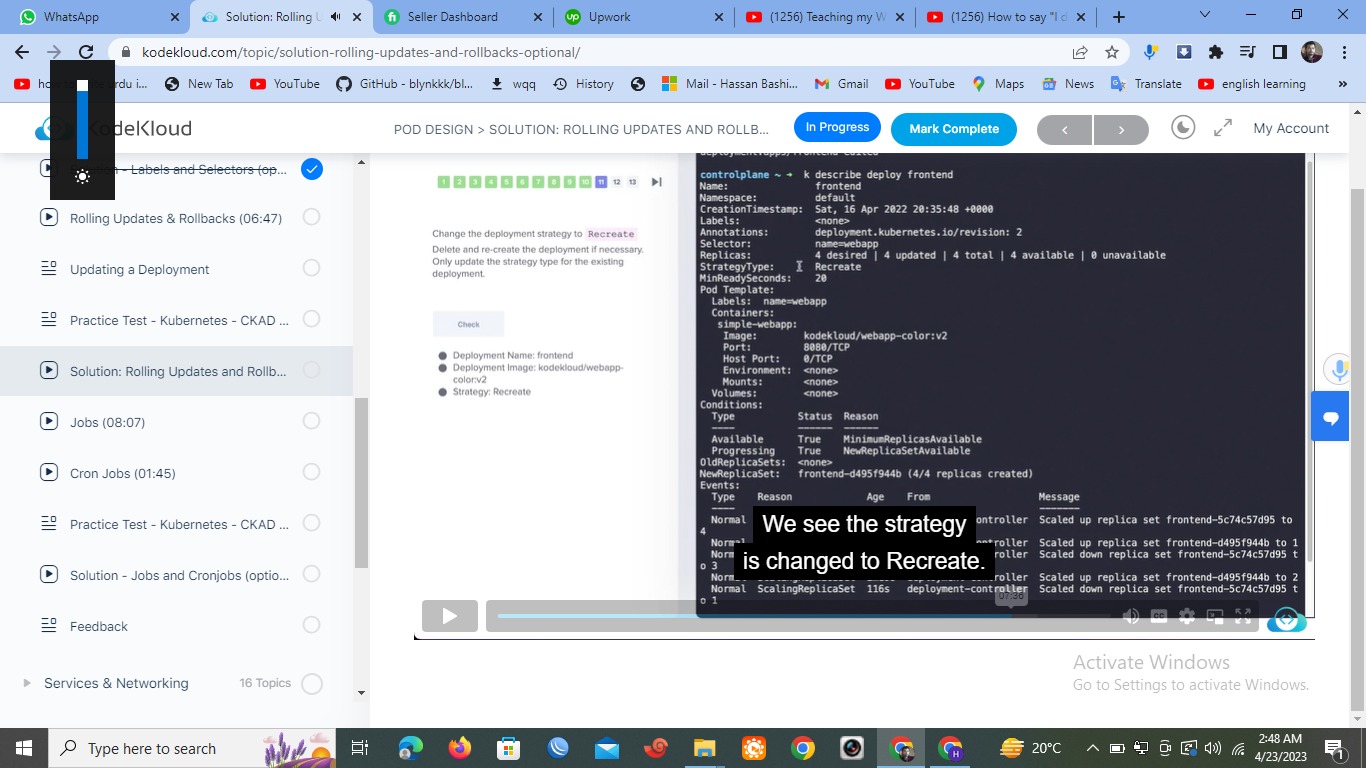 WhatsApp
Solution: Rolling U
Seller Dashboard
Upwork
(1256) Teaching my W
(1256) How to say "I d
kodekloud.com/topic/solution-rolling-updates-and-rollbacks-optional/
New Tab
YouTube
GitHub - blynkkk/bl...
wqq
History
Mail - Hassan Bashi...
Gmail
YouTube
Maps
News
Translate
english learning
KodeKloud
POD DESIGN > SOLUTION: ROLLING UPDATES AND ROLLB...
In Progress
Mark Complete
My Account
Solution - Labels and Selectors (op...
Rolling Updates & Rollbacks (06:47)
Updating a Deployment
Practice Test - Kubernetes - CKAD ...
Solution: Rolling Updates and Rollb...
Jobs (08:07)
Cron Jobs (01:45)
Practice Test - Kubernetes - CKAD ...
Solution - Jobs and Cronjobs (optio...
Feedback
Services & Networking 16 Topics
1 2 3 4 5 6 7 8 9 10 11 12 13
Change the deployment strategy to Recreate
Delete and re-create the deployment if necessary.
Only update the strategy type for the existing
deployment.
Check
Deployment Name: frontend
Deployment Image: kodekloud/webapp-
color:v2
Strategy: Recreate
deployment.apps/frontend edited
controlplane ~ ➜ k describe deploy frontend
Name: frontend
Namespace: default
CreationTimestamp: Sat, 16 Apr 2022 20:35:48 +0000
Labels: <none>
Annotations: deployment.kubernetes.io/revision: 2
Selector: name=webapp
Replicas: 4 desired | 4 updated | 4 total | 4 available | 0 unavailable
StrategyType: Recreate
MinReadySeconds: 20
Pod Template:
Labels: name=webapp
Containers:
simple-webapp:
Image: kodekloud/webapp-color:v2
Port: 8080/TCP
Host Port: 0/TCP
Environment: <none>
Mounts: <none>
Volumes: <none>
Conditions:
Type Status Reason
---- ------ ------
Available True MinimumReplicasAvailable
Progressing True NewReplicaSetAvailable
OldReplicaSets: <none>
NewReplicaSet: frontend-d495f944b (4/4 replicas created)
Events:
Type Reason Age From Message
---- -------
Normal controller Scaled up replica set frontend-5c74c57d95 to
4
controller Scaled up replica set frontend-d495f944b to 1
controller Scaled down replica set frontend-5c74c57d95 t
o 3
Normal deployment-controller Scaled up replica set frontend-d495f944b to 2
Normal ScalingReplicaSet 116s deployment-controller Scaled down replica set frontend-5c74c57d95 t
o 1
We see the strategy
is changed to Recreate.
Activate Windows
Go to Settings to activate Windows.
Type here to search
20°C
2:48 AM
4/23/2023
1